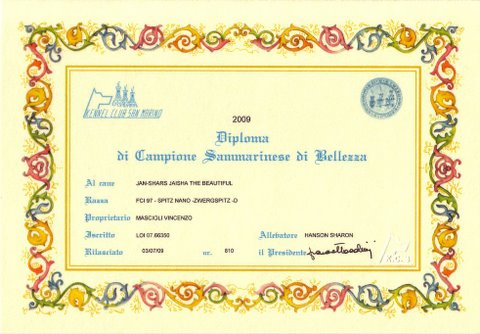 KENNEL CLUB SAN MARINO
2009
Diploma
di Campione Sammarinese di Bellezza
Al cane JAN-SHARS JAISHA THE BEAUTIFUL
Razza FCI 97 - SPITZ NANO -ZWERGSPITZ -D
Proprietario MASCIOLI VINCENZO
Iscritto LOI 07.66350 Allevatore HANSON SHARON
Rilasciato 03/07/09 nr. 810 il Presidente